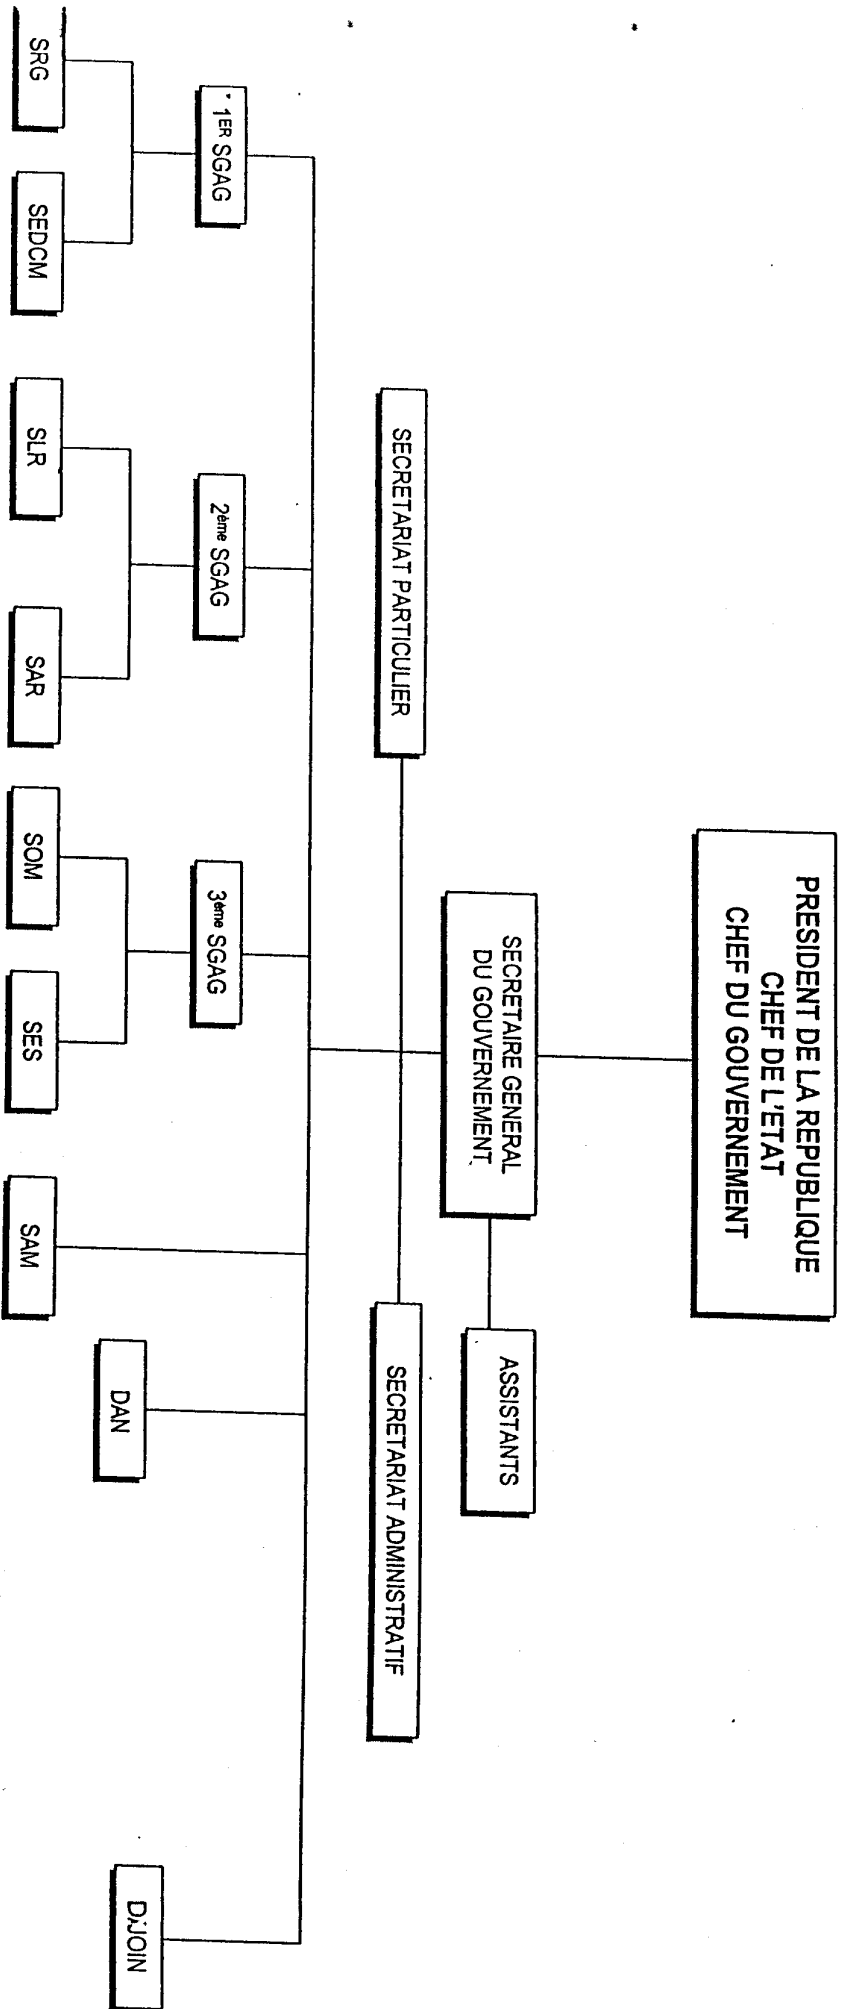 PRESIDENT DE LA REPUBLIQUE
CHEF DE L'ETAT
CHEF DU GOUVERNEMENT
SECRETAIRE GENERAL
DU GOUVERNEMENT
ASSISTANTS
SECRETARIAT PARTICULIER
SECRETARIAT ADMINISTRATIF
1ER SGAG
2ème SGAG
3ème SGAG
SRG
SEDCM
SLR
SAR
SOM
SES
SAM
DAN
DJOIN